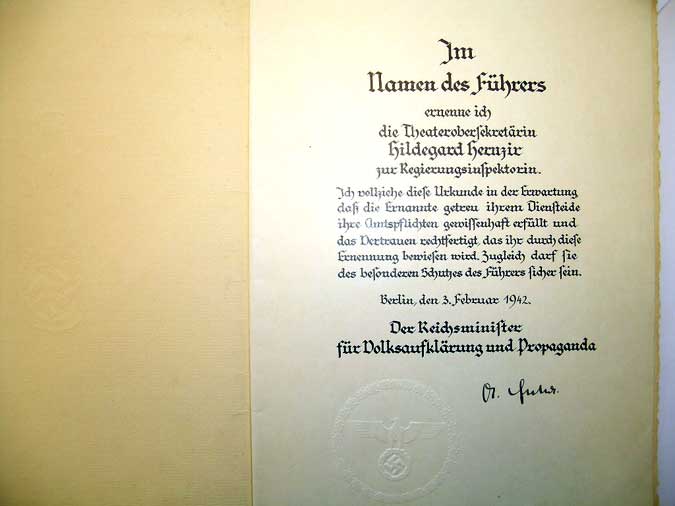 Im
Namen des Führers
ernenne ich
die Theaterobersekretärin
Hildegard Hernzir
zur Regierungsinspektorin.
Ich vollziehe diese Urkunde in der Erwartung
daß die Ernannte getreu ihrem Diensteide
ihre Amtspflichten gewissenhaft erfüllt und
das Vertrauen rechtfertigt, das ihr durch diese
Ernennung bewiesen wird. Zugleich darf sie
des besonderen Schutzes des Führers sicher sein.
Berlin, den 3. Februar 1942.
Der Reichsminister
für Volksaufklärung und Propaganda